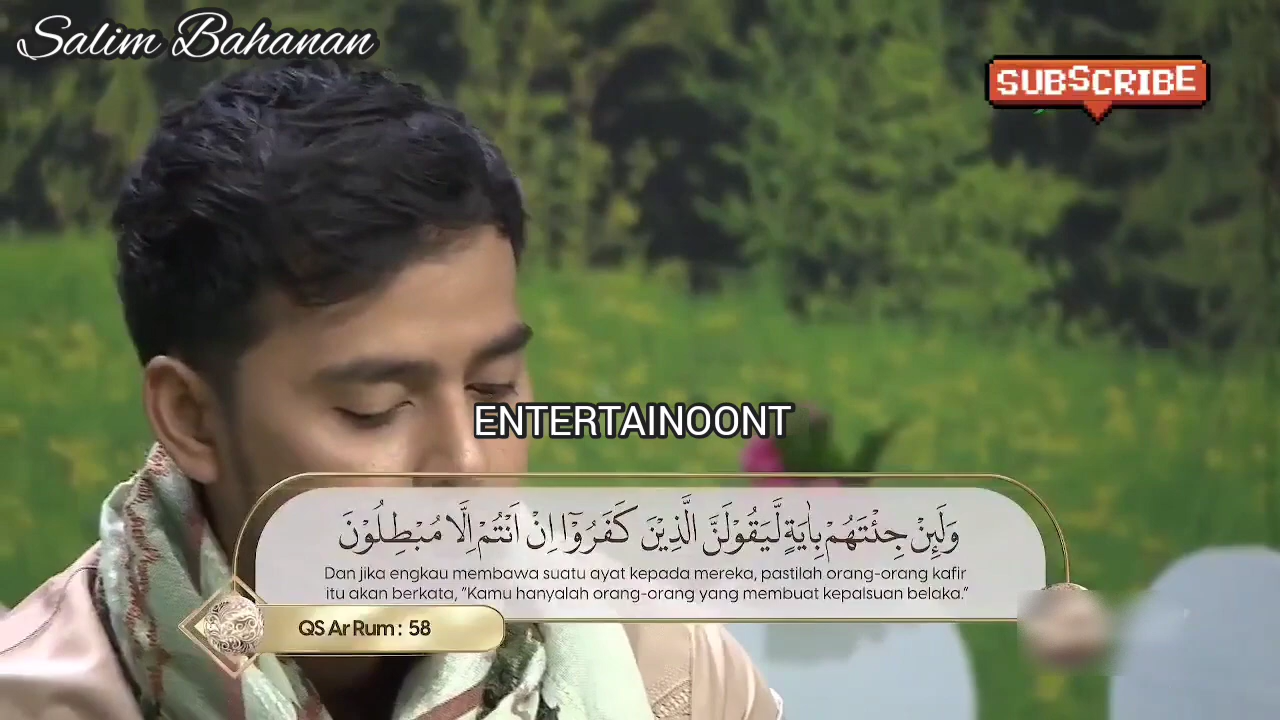 Salim Bahanan
SUBSCRIBE
ENTERTAINOONT
وَلَىِٕنْ جِئْتَهُمْ بِاٰيَةٍ لَّيَقُوْلَنَّ الَّذِيْنَ كَفَرُوْٓا اِنْ اَنْتُمْ اِلَّا مُبْطِلُوْنَ
Dan jika engkau membawa suatu ayat kepada mereka, pastilah orang-orang kafir
itu akan berkata, "Kamu hanyalah orang-orang yang membuat kepalsuan belaka."
QS Ar Rum : 58